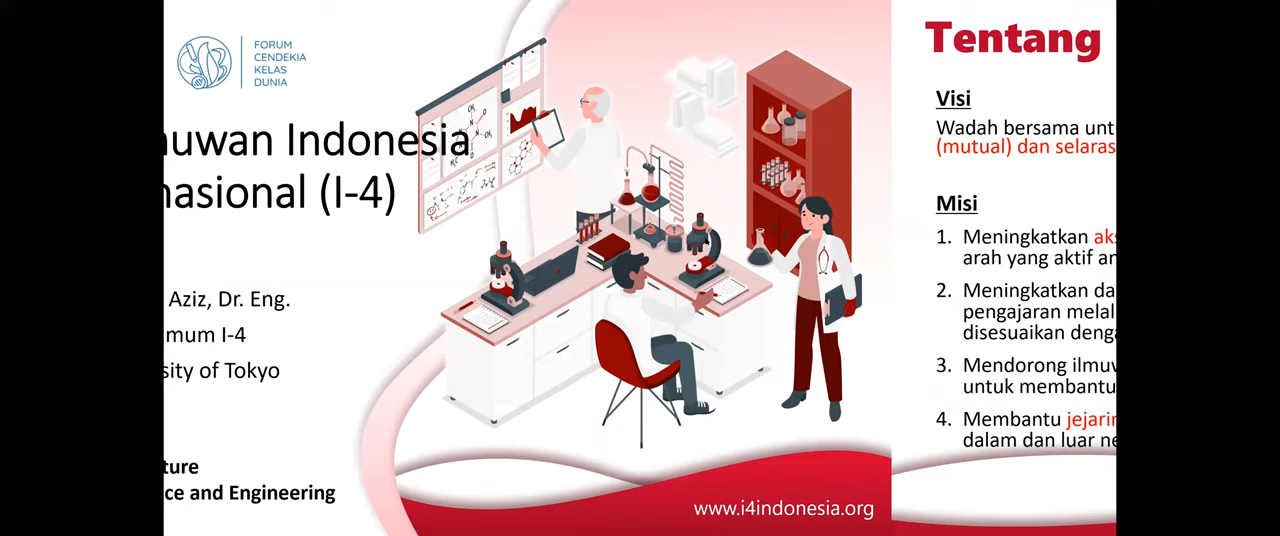 FORUM
CENDEKIA
KELAS
DUNIA
nuwan Indonesia
nasional (I-4)
Aziz, Dr. Eng.
mum I-4
sity of Tokyo
ture
ce and Engineering
www.i4indonesia.org
Tentang
Visi
Wadah bersama unt
(mutual) dan selaras
Misi
1. Meningkatkan aks
arah yang aktif an
2. Meningkatkan da
pengajaran melal
disesuaikan denga
3. Mendorong ilmuw
untuk membantu
4. Membantu jejarin
dalam dan luar ne